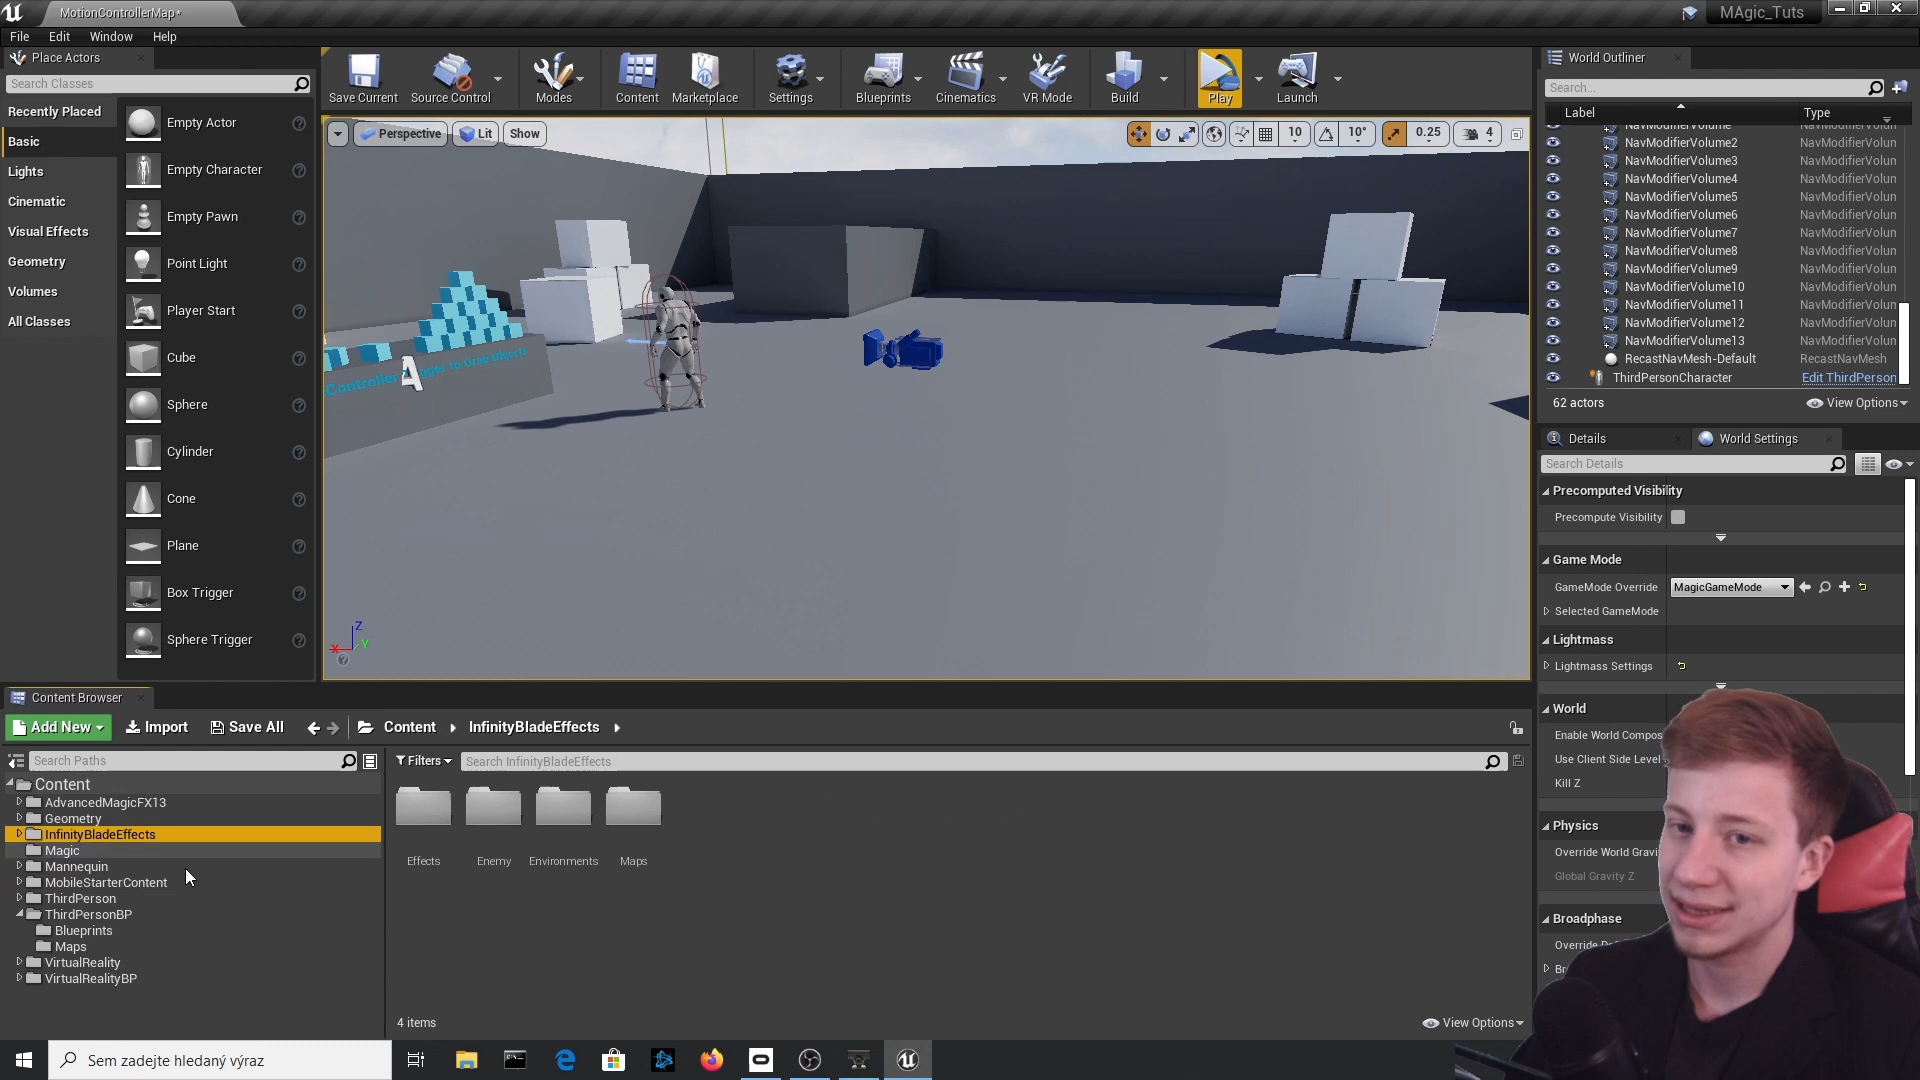 MotionControllerMap*
MAgic_Tuts
File Edit Window Help
Place Actors
Search Classes
Recently Placed
Basic
Lights
Cinematic
Visual Effects
Geometry
Volumes
All Classes
Empty Actor
Empty Character
Empty Pawn
Point Light
Player Start
Cube
Sphere
Cylinder
Cone
Plane
Box Trigger
Sphere Trigger
Save Current
Source Control
Modes
Content
Marketplace
Settings
Blueprints
Cinematics
VR Mode
Build
Play
Launch
Perspective Lit Show
10 10° 0.25 4
Controller
to Grab Objects
A
X Z Y
World Outliner
Search...
Label Type
NavModifierVolume NavModifierVolun
NavModifierVolume2 NavModifierVolun
NavModifierVolume3 NavModifierVolun
NavModifierVolume4 NavModifierVolun
NavModifierVolume5 NavModifierVolun
NavModifierVolume6 NavModifierVolun
NavModifierVolume7 NavModifierVolun
NavModifierVolume8 NavModifierVolun
NavModifierVolume9 NavModifierVolun
NavModifierVolume10 NavModifierVolun
NavModifierVolume11 NavModifierVolun
NavModifierVolume12 NavModifierVolun
NavModifierVolume13 NavModifierVolun
RecastNavMesh-Default RecastNavMesh
ThirdPersonCharacter Edit ThirdPerson
62 actors View Options
Details World Settings
Search Details
Precomputed Visibility
Precompute Visibility
Game Mode
GameMode Override MagicGameMode
Selected GameMode
Lightmass
Lightmass Settings
World
Enable World Compos
Use Client Side Level
Kill Z
Physics
Override World Gravi
Global Gravity Z
Broadphase
Content Browser
Add New Import Save All Content InfinityBladeEffects
Search Paths
Filters Search InfinityBladeEffects
Content
AdvancedMagicFX13
Geometry
InfinityBladeEffects
Magic
Mannequin
MobileStarterContent
ThirdPerson
ThirdPersonBP
Blueprints
Maps
VirtualReality
VirtualRealityBP
Effects Enemy Environments Maps
4 items View Options
Sem zadejte hledaný výraz